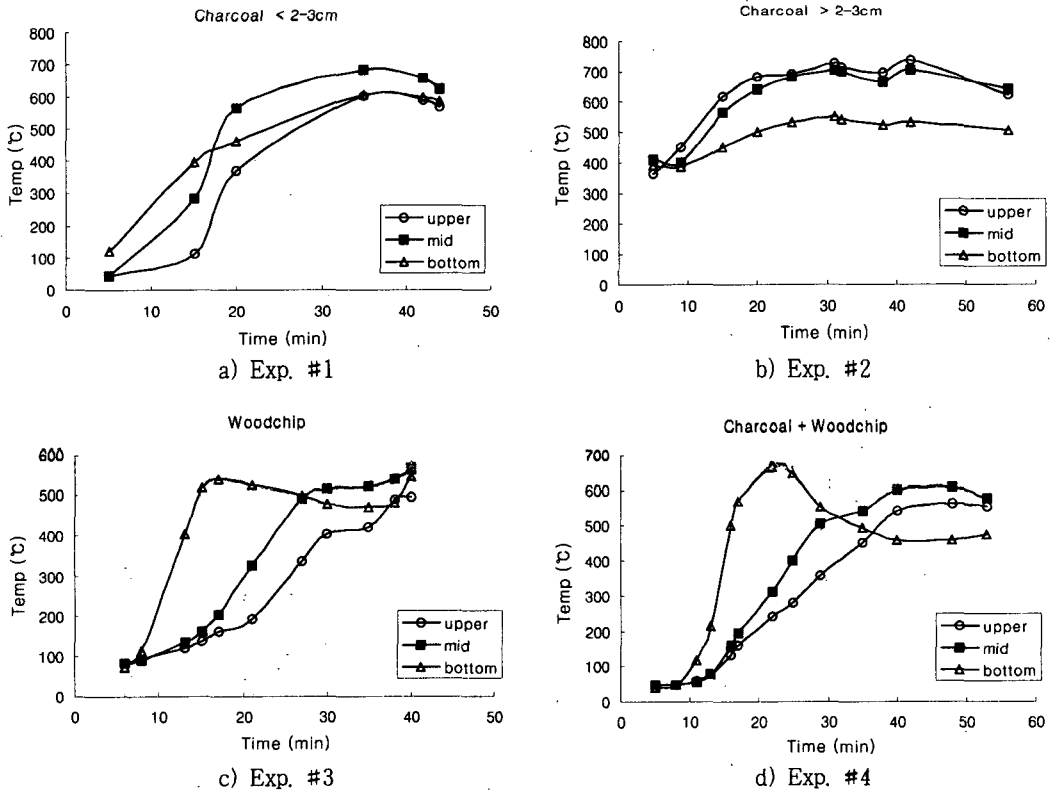 Charcoal < 2-3cm
800
700
600
500
400
300
200
100
0
Temp (℃)
upper
mid
bottom
0 10 20 30 40 50
Time (min)
a) Exp. #1
Charcoal > 2-3cm
800
700
600
500
400
300
200
100
0
Temp (℃)
upper
mid
bottom
0 10 20 30 40 50 60
Time (min)
b) Exp. #2
Woodchip
600
500
400
300
200
100
0
Temp (℃)
upper
mid
bottom
0 10 20 30 40 50
Time (min)
c) Exp. #3
Charcoal + Woodchip
700
600
500
400
300
200
100
0
Temp (℃)
upper
mid
bottom
0 10 20 30 40 50 60
Time (min)
d) Exp. #4